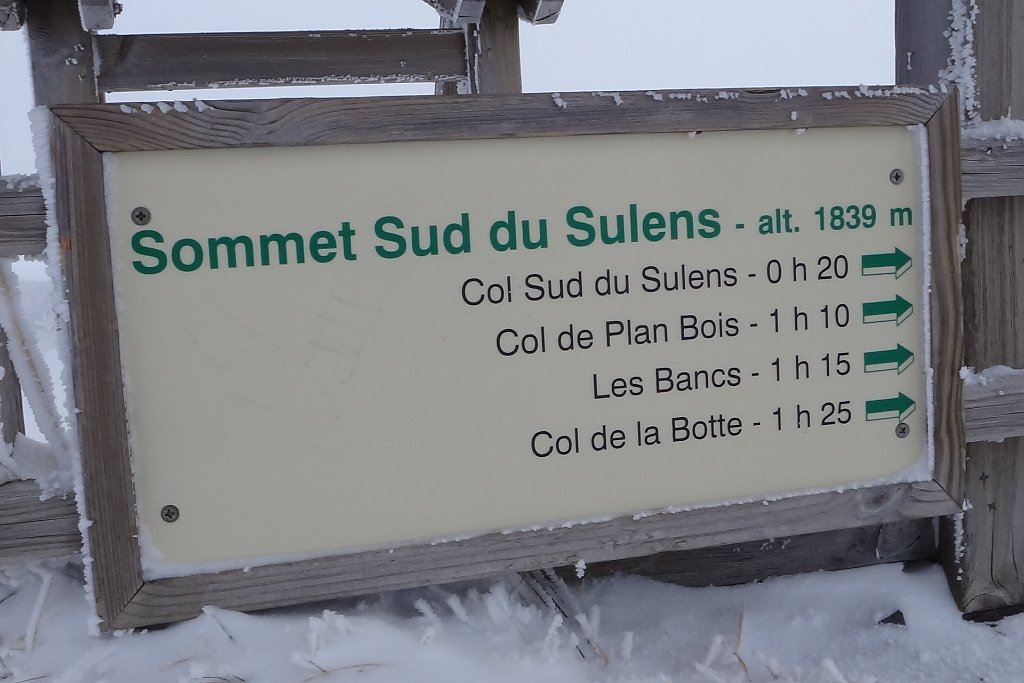 Sommet Sud du Sulens - alt. 1839 m
Col Sud du Sulens - 0 h 20
Col de Plan Bois - 1 h 10
Les Bancs - 1 h 15
Col de la Botte - 1 h 25